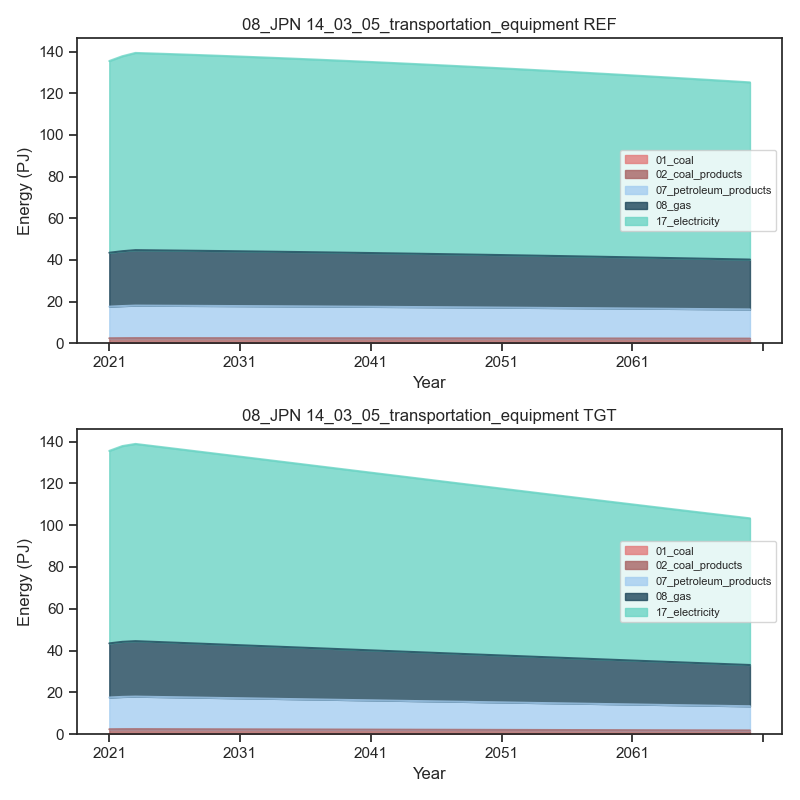 08_JPN 14_03_05_transportation_equipment REF
140
120
100
80
60
40
20
0
Energy (PJ)
01_coal
02_coal_products
07_petroleum_products
08_gas
17_electricity
2021 2031 2041 2051 2061
Year
08_JPN 14_03_05_transportation_equipment TGT
140
120
100
80
60
40
20
0
Energy (PJ)
01_coal
02_coal_products
07_petroleum_products
08_gas
17_electricity
2021 2031 2041 2051 2061
Year